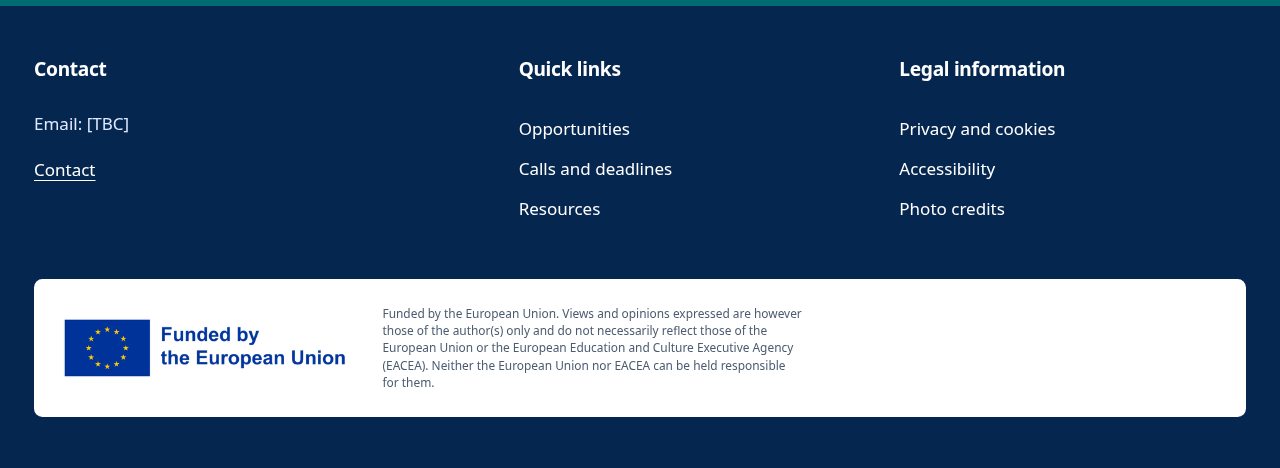 Contact
Email: [TBC]
Contact
Quick links
Opportunities
Calls and deadlines
Resources
Legal information
Privacy and cookies
Accessibility
Photo credits
Funded by
the European Union
Funded by the European Union. Views and opinions expressed are however
those of the author(s) only and do not necessarily reflect those of the
European Union or the European Education and Culture Executive Agency
(EACEA). Neither the European Union nor EACEA can be held responsible
for them.